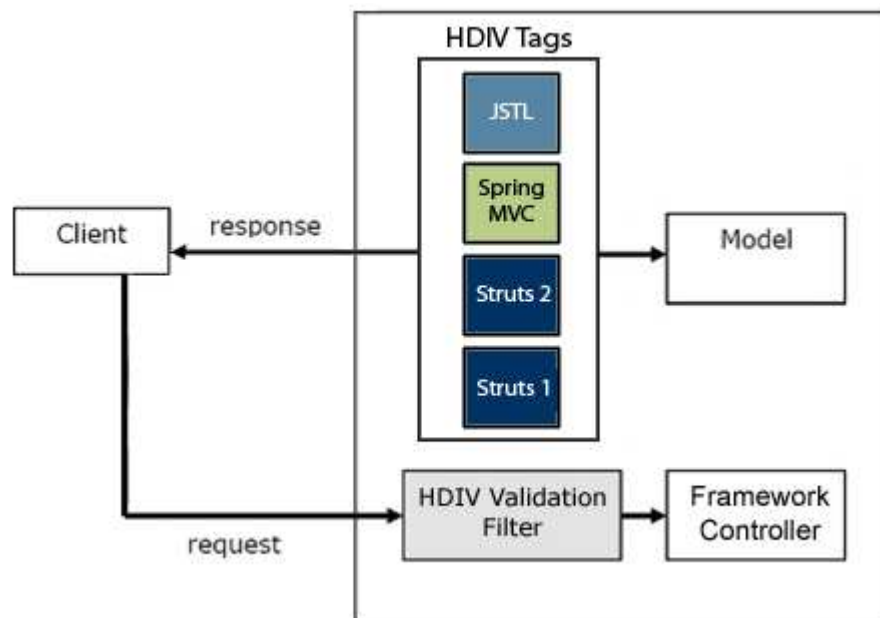 HDIV Tags
JSTL
Spring
MVC
Struts 2
Struts 1
Client
response
Model
HDIV Validation
Filter
Framework
Controller
request